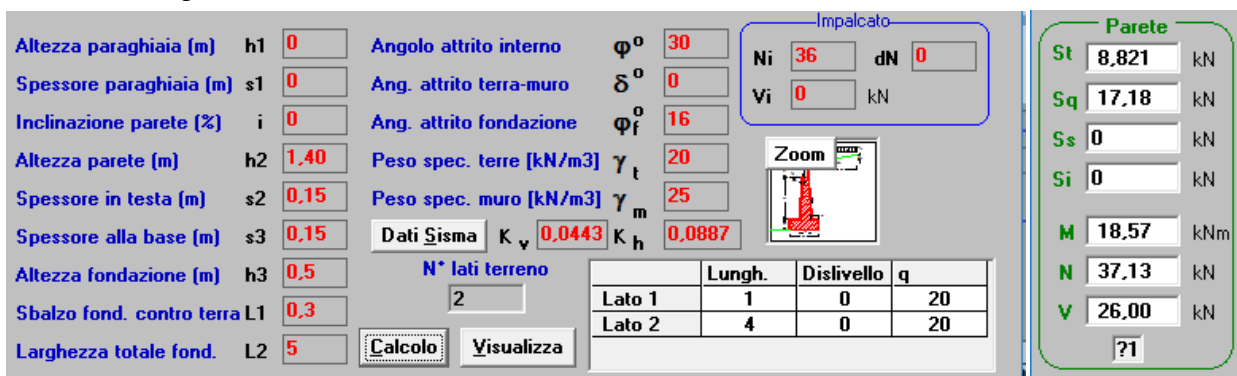 Altezza paraghiaia (m) h1 0
Spessore paraghiaia (m) s1 0
Inclinazione parete (%) i 0
Altezza parete (m) h2 1,40
Spessore in testa (m) s2 0,15
Spessore alla base (m) s3 0,15
Altezza fondazione (m) h3 0,5
Sbalzo fond. contro terra L1 0,3
Larghezza totale fond. L2 5
Angolo attrito interno φ° 30
Ang. attrito terra-muro δ° 0
Ang. attrito fondazione φf° 16
Peso spec. terre [kN/m3] γt 20
Peso spec. muro [kN/m3] γm 25
Dati Sisma Kv 0,0443 Kh 0,0887
N° lati terreno
2
Calcolo Visualizza
Impalcato
Ni 36 dN 0
Vi 0 kN
Zoom
Lungh. Dislivello q
Lato 1 1 0 20
Lato 2 4 0 20
Parete
St 8,821 kN
Sq 17,18 kN
Ss 0 kN
Si 0 kN
M 18,57 kNm
N 37,13 kN
V 26,00 kN
?1